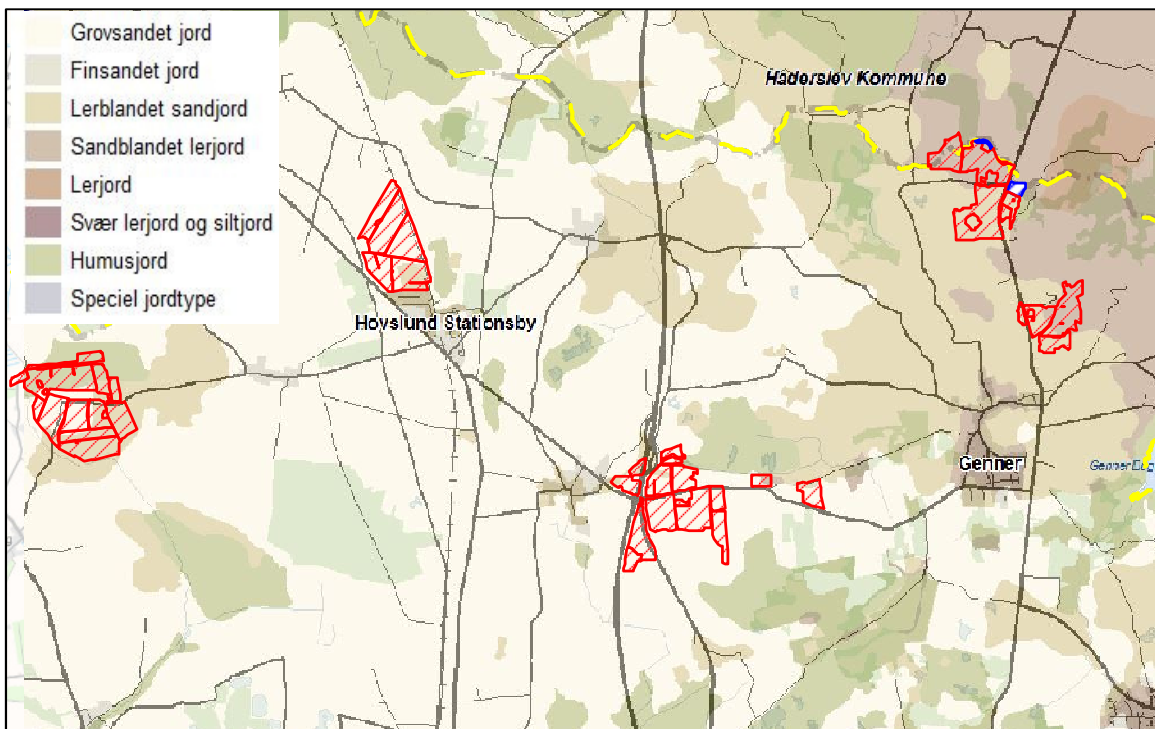 Grovsandet jord
Finsandet jord
Lerblandet sandjord
Sandblandet lerjord
Lerjord
Svær lerjord og siltjord
Humusjord
Speciel jordtype
Haderslev Kommune
Hovslund Stationsby
Genner
Genner